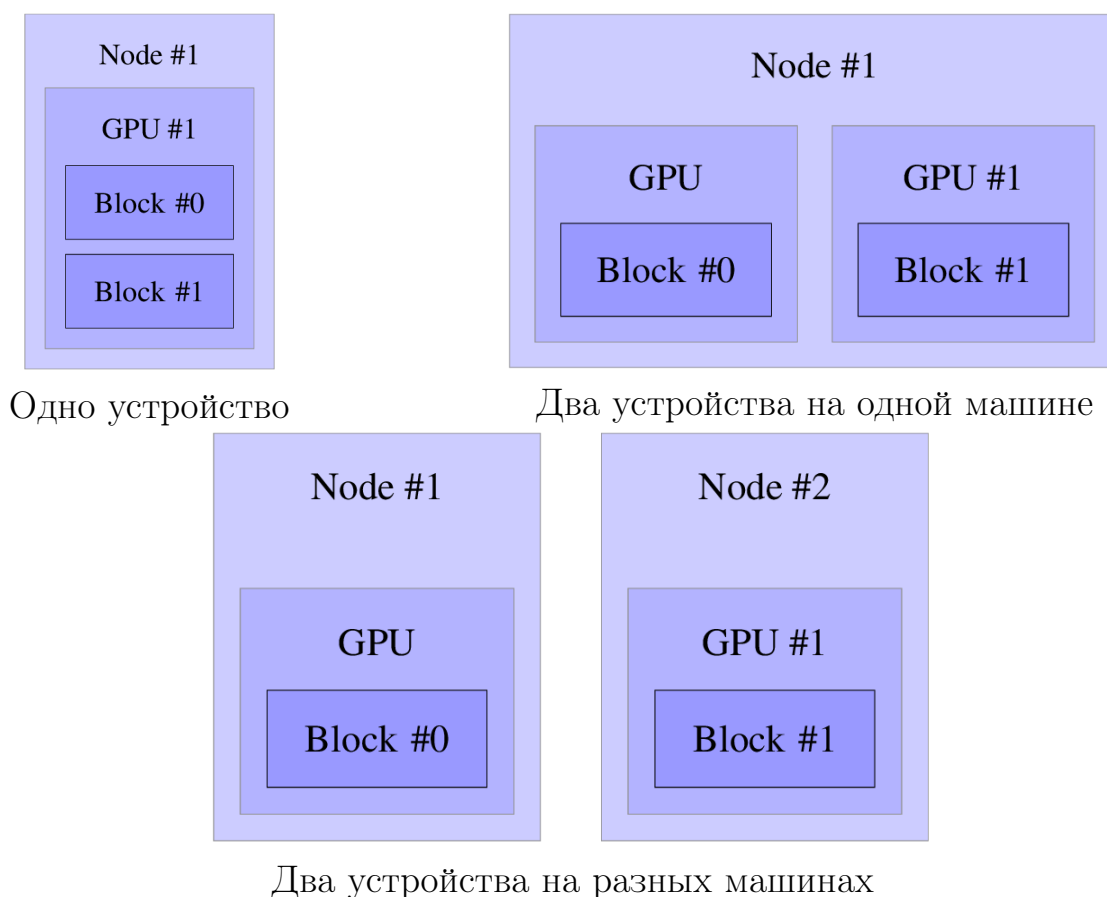 Node #1
GPU #1
Block #0
Block #1
Одно устройство
Node #1
GPU
Block #0
GPU #1
Block #1
Два устройства на одной машине
Node #1
GPU
Block #0
Node #2
GPU #1
Block #1
Два устройства на разных машинах